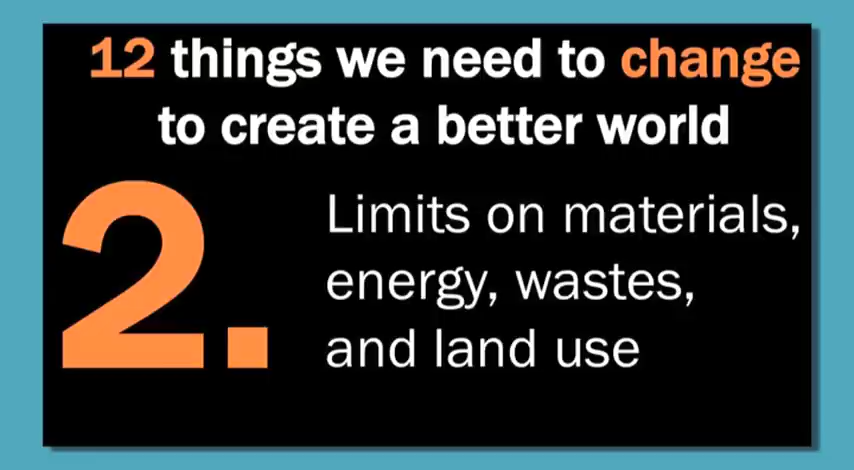 12 things we need to change
to create a better world
2.
Limits on materials,
energy, wastes,
and land use